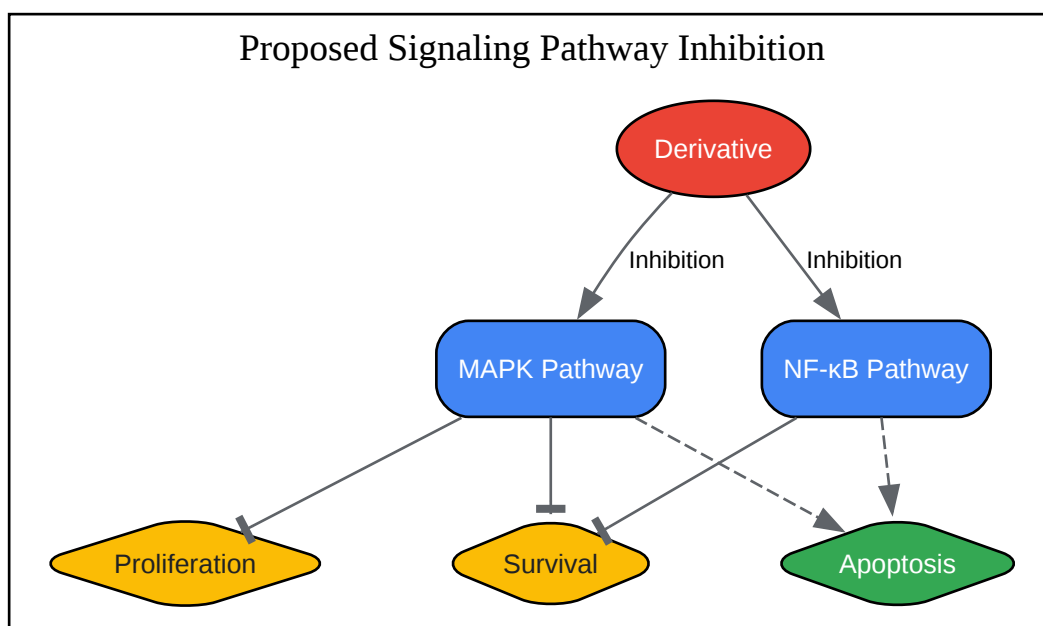 Proposed Signaling Pathway Inhibition
Derivative
Inhibition
Inhibition
MAPK Pathway
NF-κB Pathway
Proliferation
Survival
Apoptosis